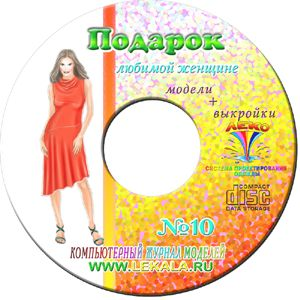 Подарок
любимой женщине
модели
+
выкройки
ЛЕКО
СИСТЕМА ПРОЕКТИРОВАНИЯ
ОДЕЖДЫ
COMPACT
disc
DATA STORAGE
№10
КОМПЬЮТЕРНЫЙ ЖУРНАЛ МОДЕЛЕЙ
WWW.LEKALA.RU